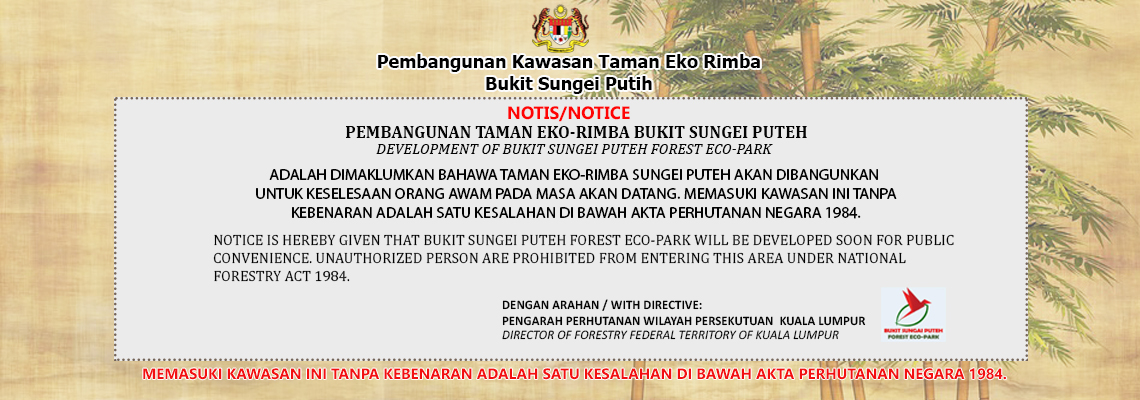 Pembangunan Kawasan Taman Eko Rimba
Bukit Sungei Putih
NOTIS/NOTICE
PEMBANGUNAN TAMAN EKO-RIMBA BUKIT SUNGEI PUTEH
DEVELOPMENT OF BUKIT SUNGEI PUTEH FOREST ECO-PARK
ADALAH DIMAKLUMKAN BAHAWA TAMAN EKO-RIMBA SUNGEI PUTEH AKAN DIBANGUNKAN
UNTUK KESELESAAN ORANG AWAM PADA MASA AKAN DATANG. MEMASUKI KAWASAN INI TANPA
KEBENARAN ADALAH SATU KESALAHAN DI BAWAH AKTA PERHUTANAN NEGARA 1984.
NOTICE IS HEREBY GIVEN THAT BUKIT SUNGEI PUTEH FOREST ECO-PARK WILL BE DEVELOPED SOON FOR PUBLIC
CONVENIENCE. UNAUTHORIZED PERSON ARE PROHIBITED FROM ENTERING THIS AREA UNDER NATIONAL
FORESTRY ACT 1984.
DENGAN ARAHAN / WITH DIRECTIVE:
PENGARAH PERHUTANAN WILAYAH PERSEKUTUAN KUALA LUMPUR
DIRECTOR OF FORESTRY FEDERAL TERRITORY OF KUALA LUMPUR
BUKIT SUNGAI PUTEH
FOREST ECO-PARK
MEMASUKI KAWASAN INI TANPA KEBENARAN ADALAH SATU KESALAHAN DI BAWAH AKTA PERHUTANAN NEGARA 1984.